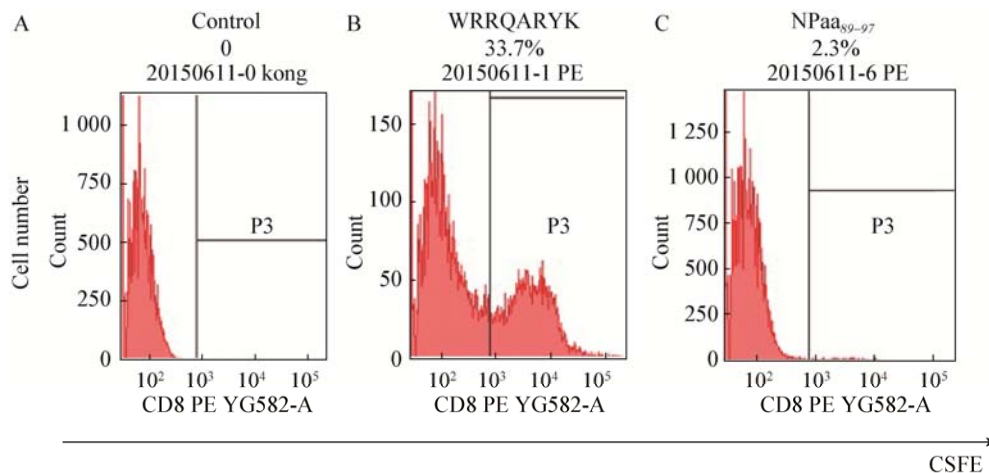 A
Control
0
20150611-0 kong
Cell number
Count
1 000
750
500
250
0
P3
10²
10³
10⁴
10⁵
CD8 PE YG582-A
B
WRRQARYK
33.7%
20150611-1 PE
Count
150
100
50
0
P3
10²
10³
10⁴
10⁵
CD8 PE YG582-A
C
NPaa89–97
2.3%
20150611-6 PE
Count
1 250
1 000
750
500
250
0
P3
10²
10³
10⁴
10⁵
CD8 PE YG582-A
CSFE